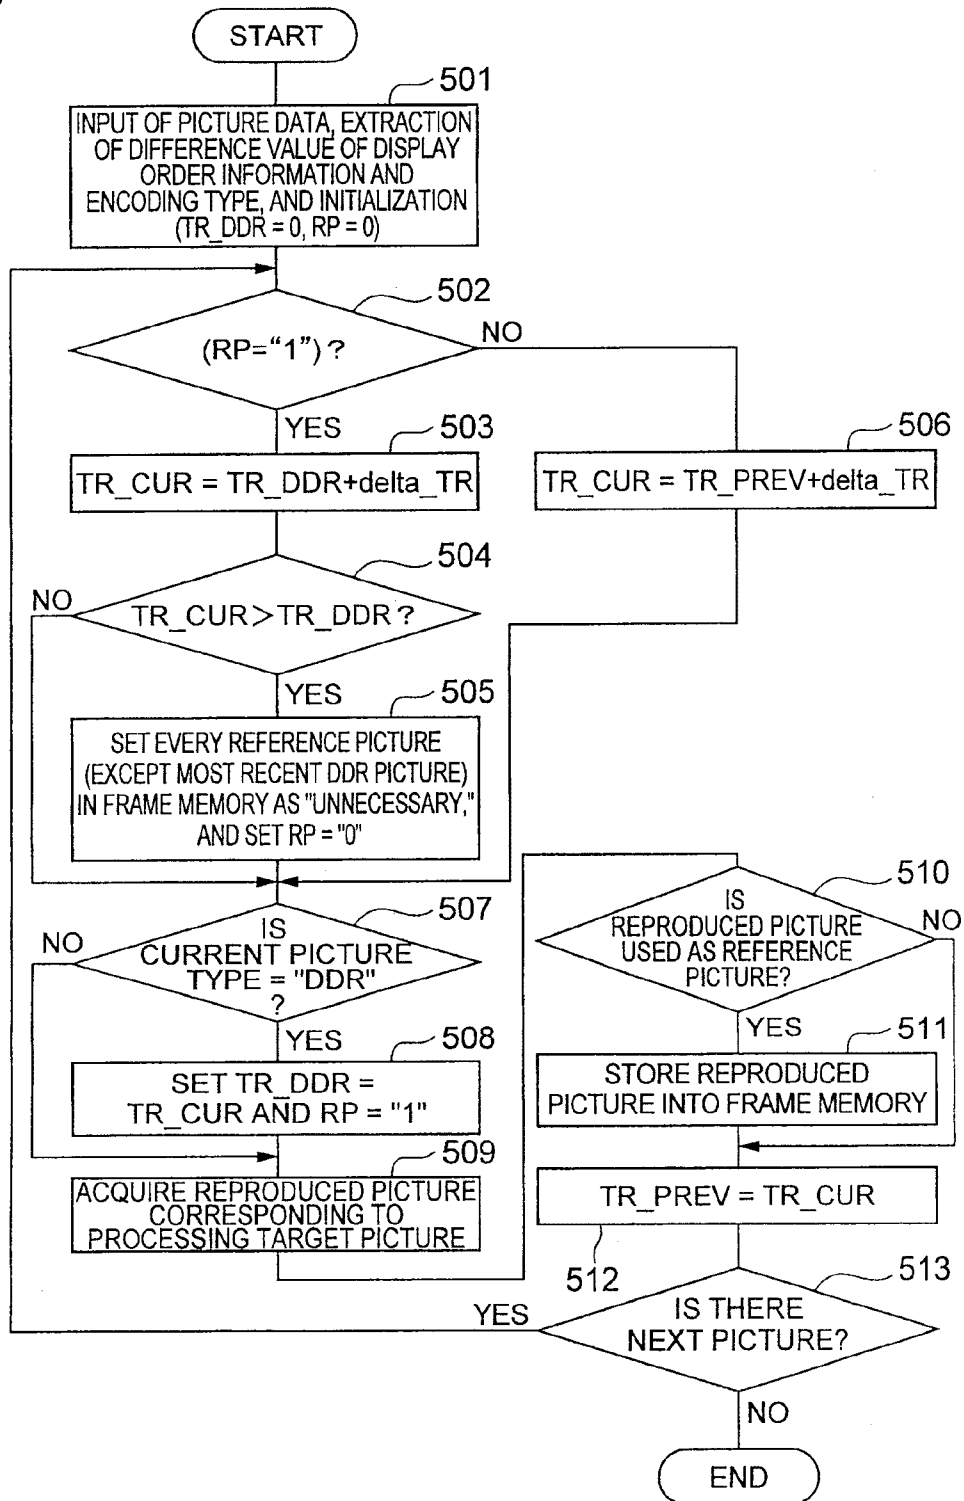 START
501
INPUT OF PICTURE DATA, EXTRACTION
OF DIFFERENCE VALUE OF DISPLAY
ORDER INFORMATION AND
ENCODING TYPE, AND INITIALIZATION
(TR_DDR = 0, RP = 0)
502
(RP="1") ?
NO
YES
503
TR_CUR = TR_DDR+delta_TR
506
TR_CUR = TR_PREV+delta_TR
504
NO
TR_CUR > TR_DDR ?
YES
505
SET EVERY REFERENCE PICTURE
(EXCEPT MOST RECENT DDR PICTURE)
IN FRAME MEMORY AS "UNNECESSARY,"
AND SET RP = "0"
507
NO
IS
CURRENT PICTURE
TYPE = "DDR"
?
YES
508
SET TR_DDR =
TR_CUR AND RP = "1"
509
ACQUIRE REPRODUCED PICTURE
CORRESPONDING TO
PROCESSING TARGET PICTURE
510
IS
REPRODUCED PICTURE
USED AS REFERENCE
PICTURE?
NO
YES
511
STORE REPRODUCED
PICTURE INTO FRAME MEMORY
TR_PREV = TR_CUR
512
513
YES
IS THERE
NEXT PICTURE?
NO
END